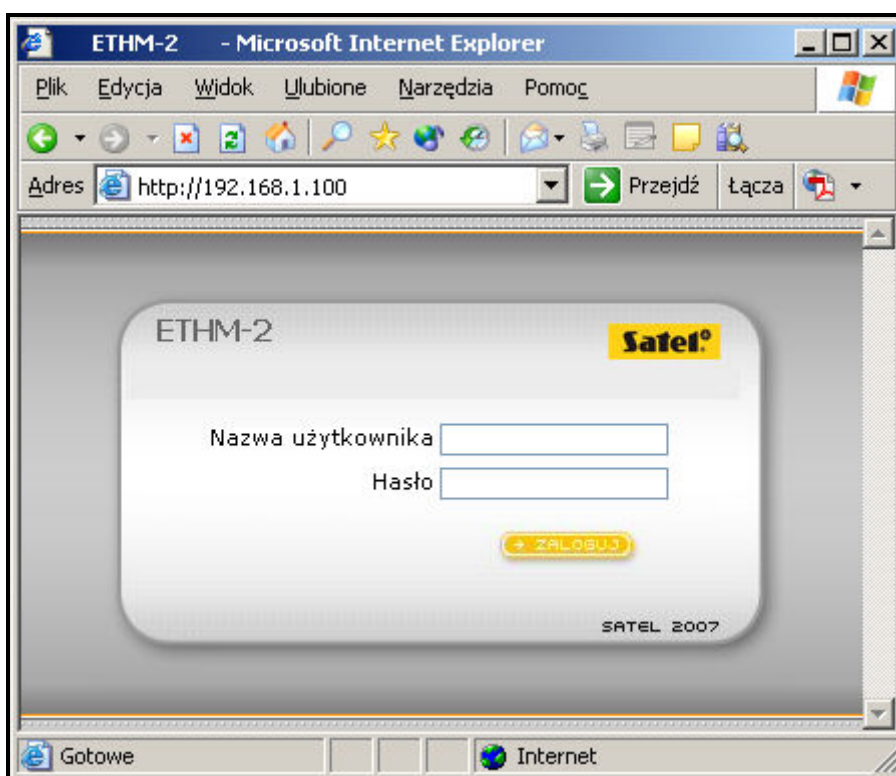 ETHM-2 - Microsoft Internet Explorer
Plik Edycja Widok Ulubione Narzędzia Pomoc
Adres http://192.168.1.100 Przejdź Łącza
ETHM-2
Satel
Nazwa użytkownika
Hasło
ZALOGUJ
SATEL 2007
Gotowe Internet